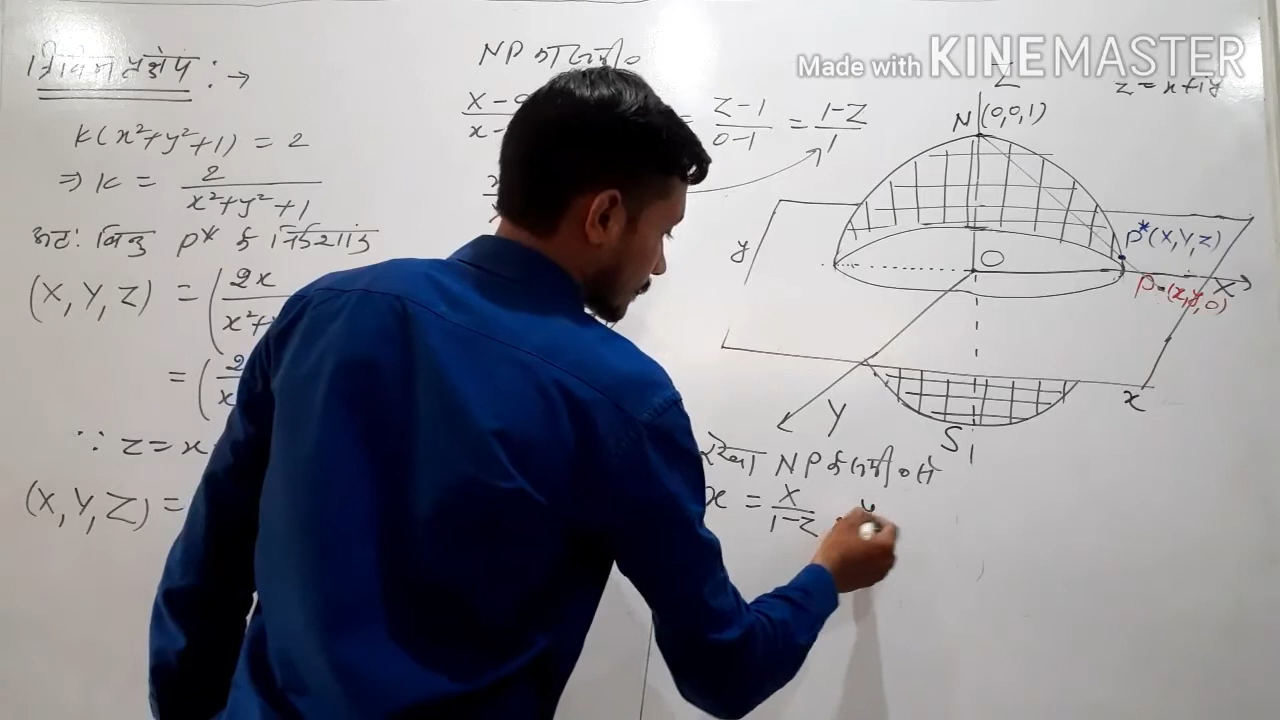 त्रिविम प्रक्षेप :→
K(x²+y²+1) = 2
⇒ K = 2/(x²+y²+1)
अतः बिन्दु P* के निर्देशांक
(X, Y, Z) = (2x/x²+
= (2
∵ z = x
(X, Y, Z) =
NP का समी०
X-0/x- = Z-1/0-1 = 1-Z/1
Made with KINEMASTER
z = x+iy
Z
N (0,0,1)
y
P*(X,Y,Z)
O
X
P=(x,y,0)
x
Y
S
रेखा NP के समी० से
x = X/1-Z